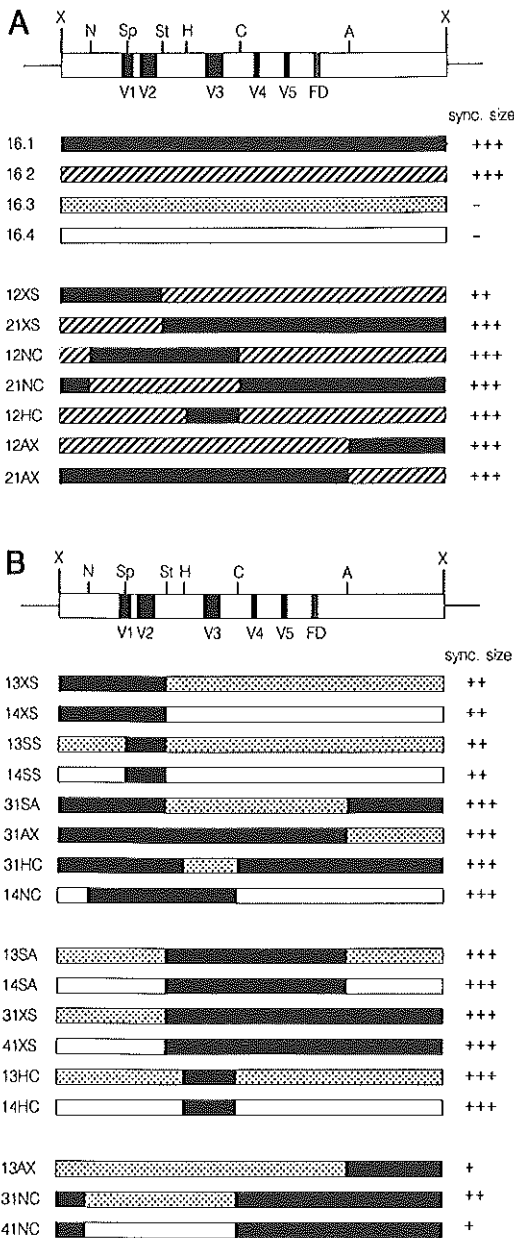 A
X N Sp St H C A X
V1 V2 V3 V4 V5 FD
sync. size
16.1 +++
16.2 +++
16.3 -
16.4 -
12XS ++
21XS +++
12NC +++
21NC +++
12HC +++
12AX +++
21AX +++
B
X N Sp St H C A X
V1 V2 V3 V4 V5 FD
sync. size
13XS ++
14XS ++
13SS ++
14SS ++
31SA +++
31AX +++
31HC +++
14NC +++
13SA +++
14SA +++
31XS +++
41XS +++
13HC +++
14HC +++
13AX +
31NC ++
41NC +